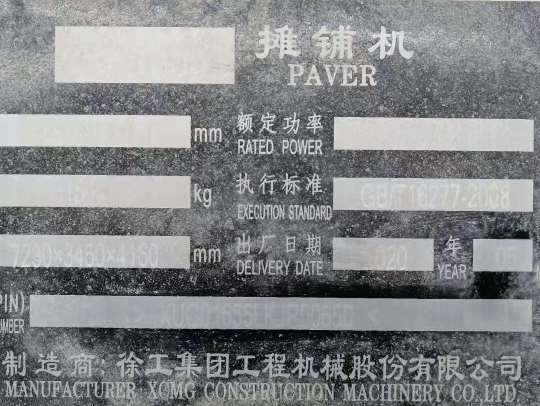 摊铺机
PAVER
mm 额定功率
RATED POWER
kg 执行标准 GB/T16277-2008
EXECUTION STANDARD
mm 出厂日期 年
DELIVERY DATE YEAR
PIN)
制造商: 徐工集团工程机械股份有限公司
MANUFACTURER: XCMG CONSTRUCTION MACHINERY CO.,LTD.